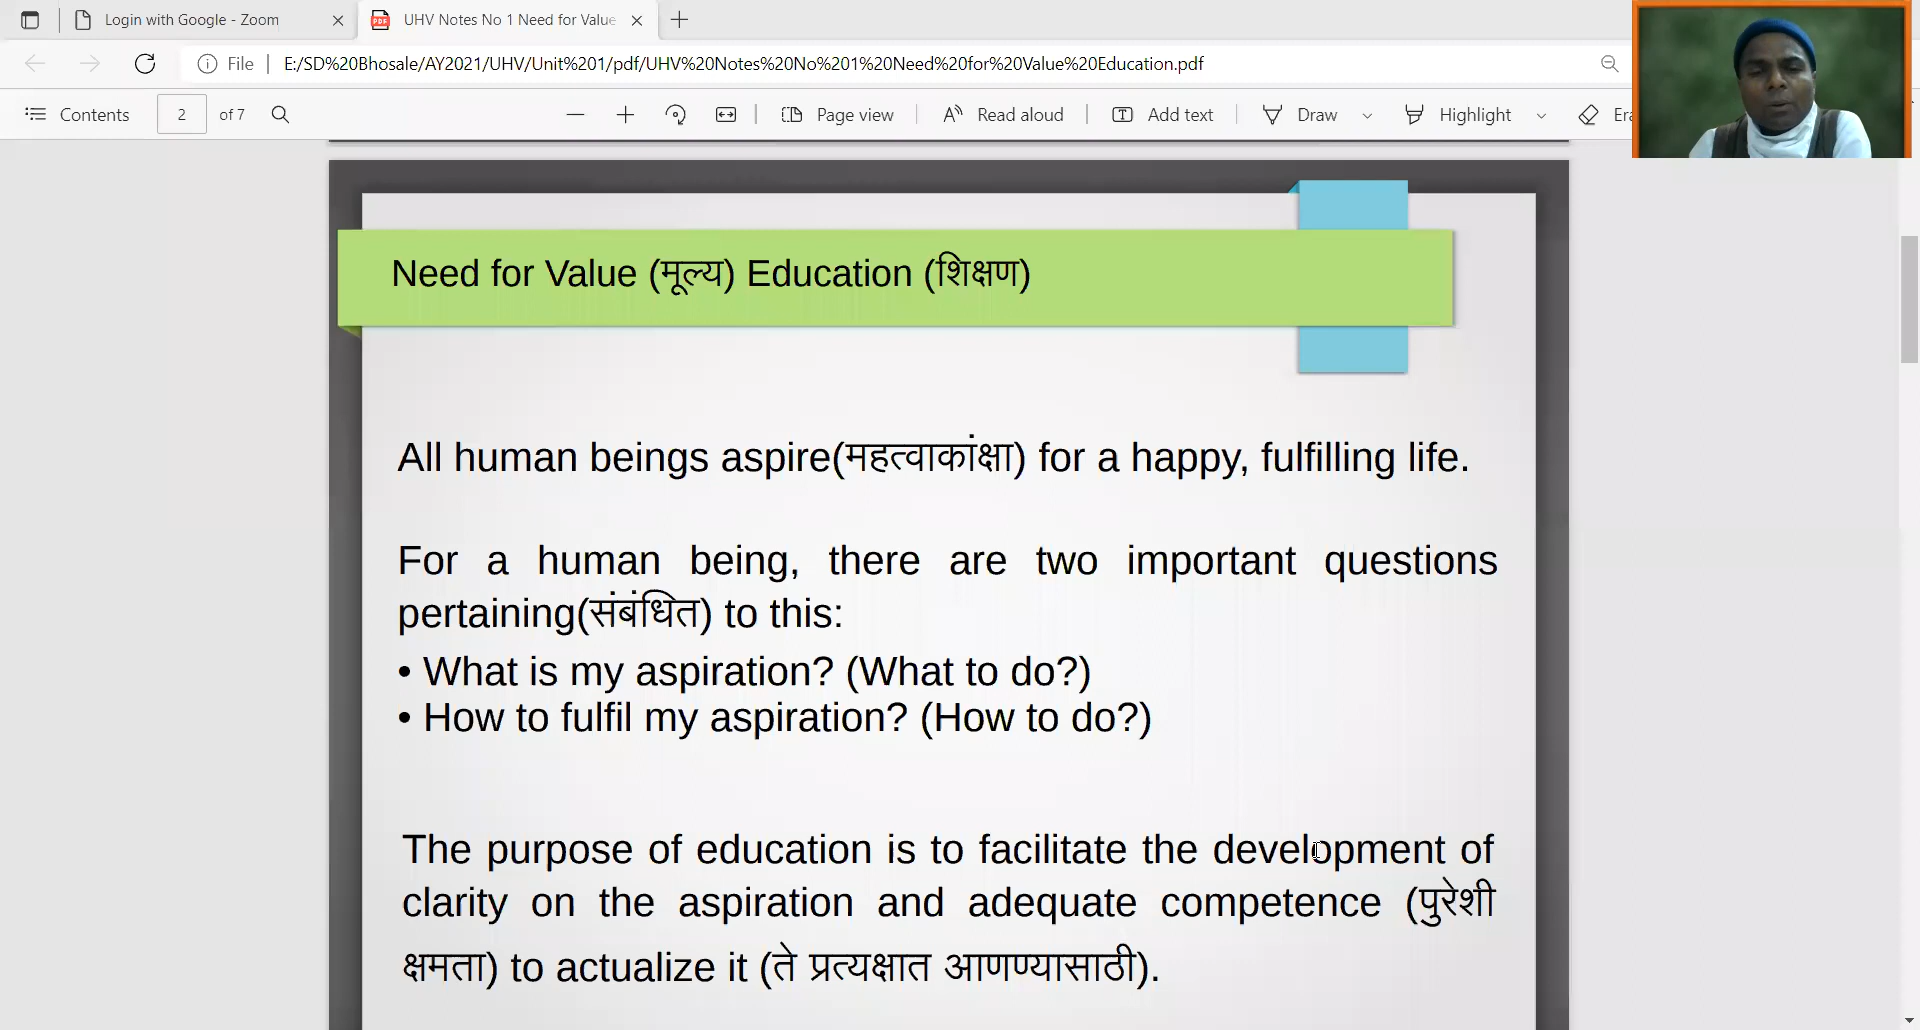 Login with Google - Zoom
UHV Notes No 1 Need for Value
File
E:/SD%20Bhosale/AY2021/UHV/Unit%201/pdf/UHV%20Notes%20No%201%20Need%20for%20Value%20Education.pdf
Contents 2 of 7 Page view Read aloud Add text Draw Highlight
Need for Value (मूल्य) Education (शिक्षण)
All human beings aspire(महत्वाकांक्षा) for a happy, fulfilling life.
For a human being, there are two important questions
pertaining(संबंधित) to this:
• What is my aspiration? (What to do?)
• How to fulfil my aspiration? (How to do?)
The purpose of education is to facilitate the development of
clarity on the aspiration and adequate competence (पुरेशी
क्षमता) to actualize it (ते प्रत्यक्षात आणण्यासाठी).